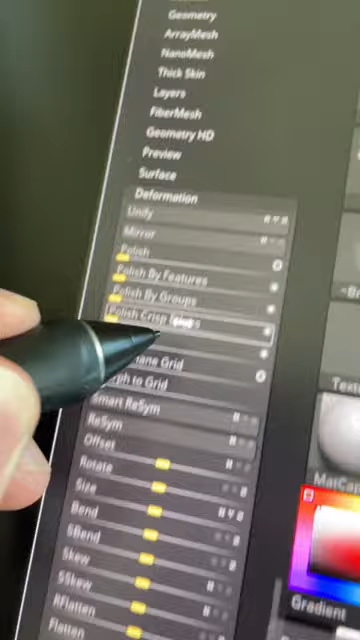 Geometry
ArrayMesh
NanoMesh
Thick Skin
Layers
FiberMesh
Geometry HD
Preview
Surface
Deformation
Unify
Mirror
Polish
Polish By Features
Polish By Groups
Polish Crisp
Grid
to Grid
Smart ReSym
ReSym
Offset
Rotate
Size
Bend
SBend
Skew
SSkew
RFlatten
Flatten
MatCap
Gradient